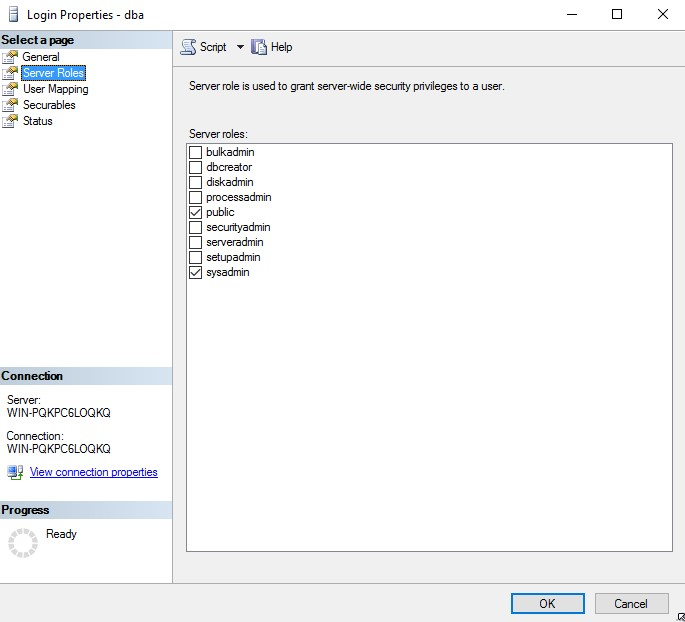 Login Properties - dba
Select a page
General
Server Roles
User Mapping
Securables
Status
Script
Help
Server role is used to grant server-wide security privileges to a user.
Server roles:
bulkadmin
dbcreator
diskadmin
processadmin
public
securityadmin
serveradmin
setupadmin
sysadmin
Connection
Server:
WIN-PQKPC6LOQKQ
Connection:
WIN-PQKPC6LOQKQ
View connection properties
Progress
Ready
OK
Cancel